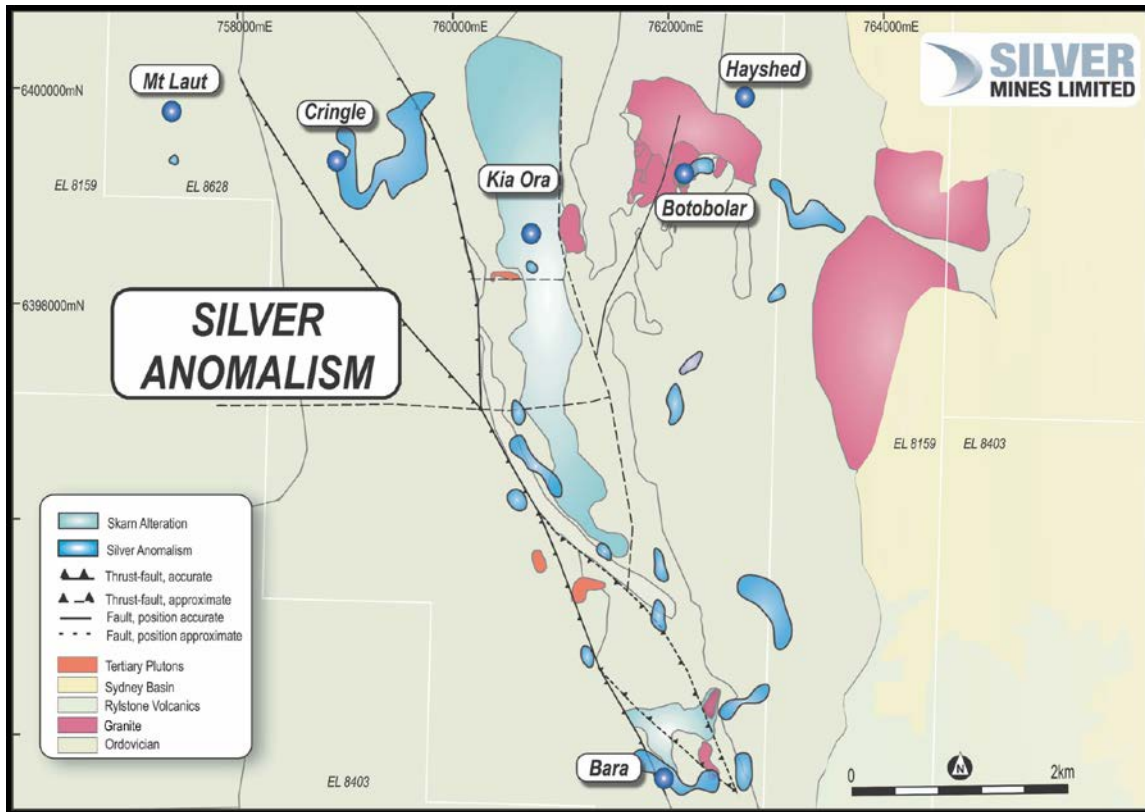 758000mE
760000mE
762000mE
764000mE
SILVER
MINES LIMITED
6400000mN
Mt Laut
Cringle
Hayshed
Kia Ora
Botobolar
EL 8159
EL 8628
6398000mN
SILVER
ANOMALISM
EL 8159
EL 8403
Skarn Alteration
Silver Anomalism
Thrust-fault, accurate
Thrust-fault, approximate
Fault, position accurate
Fault, position approximate
Tertiary Plutons
Sydney Basin
Rylstone Volcanics
Granite
Ordovician
EL 8403
Bara
0
N
2km